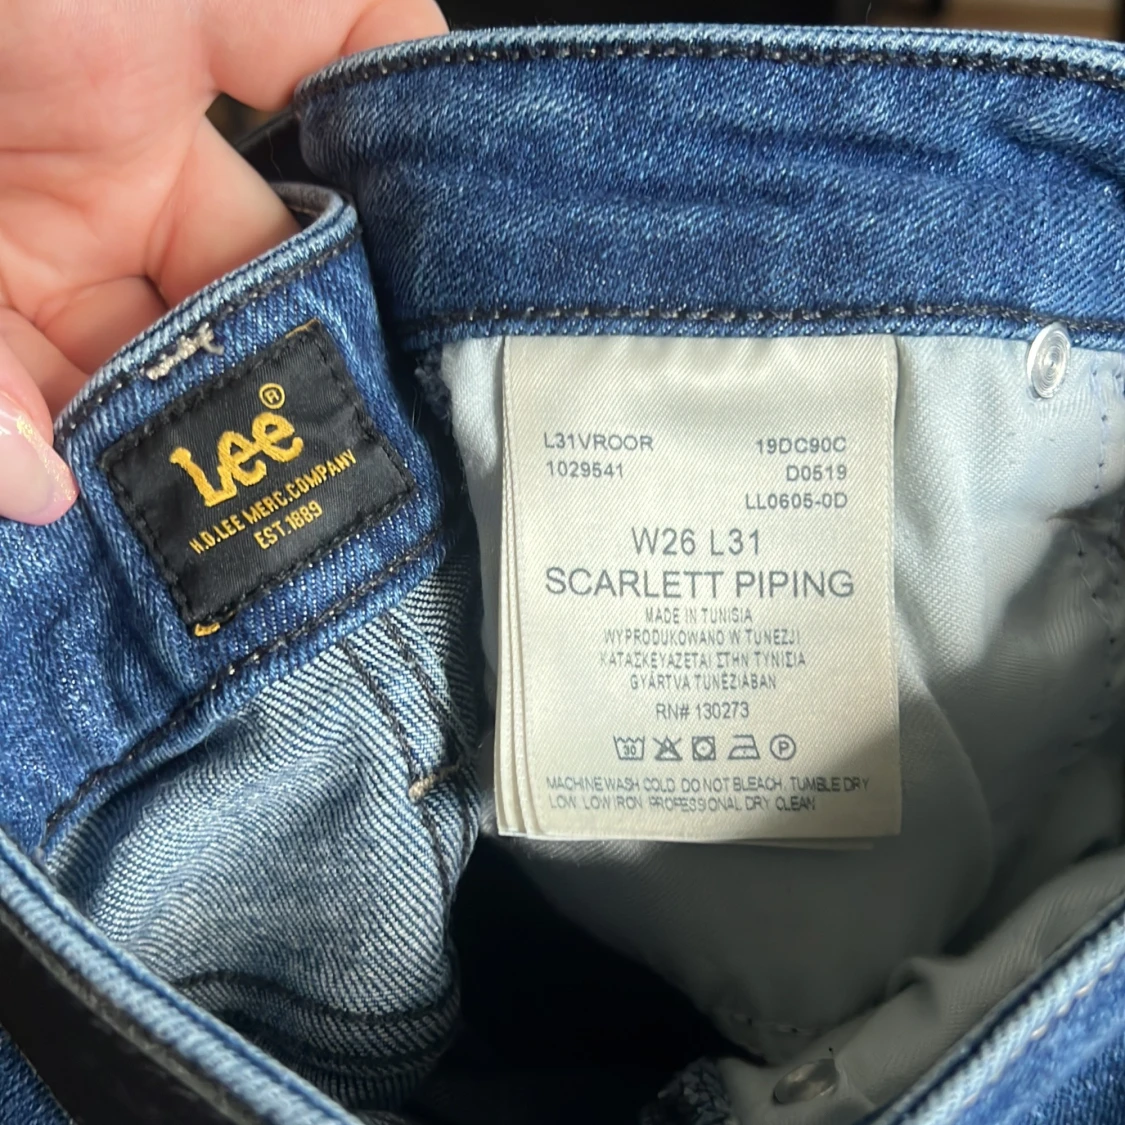 Lee®
H.D.LEE MERC.COMPANY
EST.1889
L31VROOR 19DC90C
1029541 D0519
LL0605-0D
W26 L31
SCARLETT PIPING
MADE IN TUNISIA
WYPRODUKOWANO W TUNEZJI
ΚΑΤΑΣΚΕΥΑΖΕΤΑΙ ΣΤΗΝ ΤΥΝΙΣΙΑ
GYÁRTVA TUNÉZIÁBAN
RN# 130273
30 P
MACHINE WASH COLD DO NOT BLEACH. TUMBLE DRY
LOW LOW IRON PROFESSIONAL DRY CLEAN